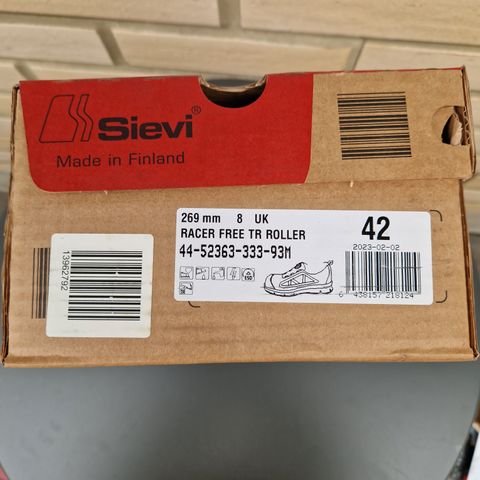 Sievi®
Made in Finland
269 mm 8 UK
RACER FREE TR ROLLER
42
44-52363-333-93M
2023-02-02
13962792
6 438157 218124